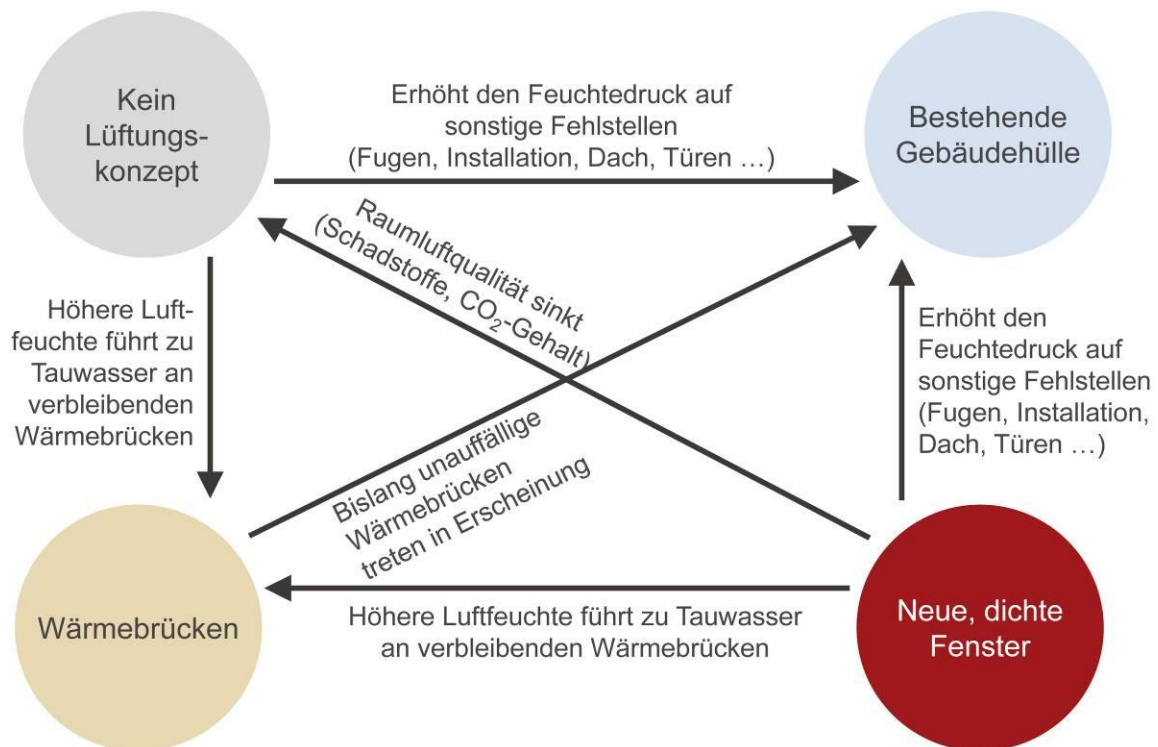 Kein
Lüftungs-
konzept
Erhöht den Feuchtedruck auf
sonstige Fehlstellen
(Fugen, Installation, Dach, Türen …)
Bestehende
Gebäudehülle
Raumluftqualität sinkt
(Schadstoffe, CO₂-Gehalt)
Höhere Luft-
feuchte führt zu
Tauwasser an
verbleibenden
Wärmebrücken
Erhöht den
Feuchtedruck auf
sonstige Fehlstellen
(Fugen, Installation,
Dach, Türen …)
Bislang unauffällige
Wärmebrücken
treten in Erscheinung
Wärmebrücken
Höhere Luftfeuchte führt zu Tauwasser
an verbleibenden Wärmebrücken
Neue, dichte
Fenster